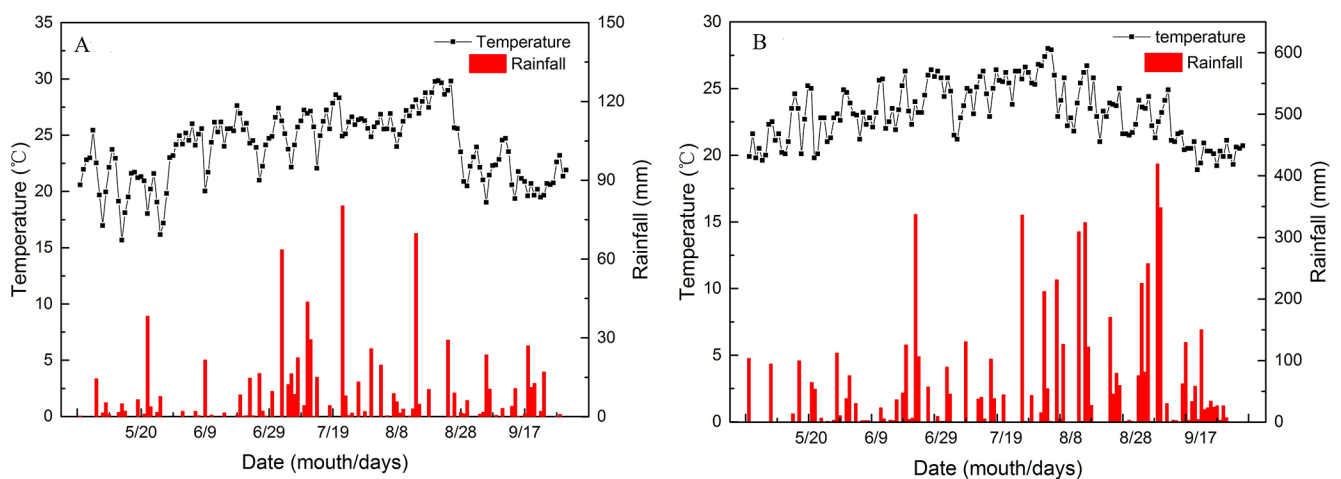 A
Temperature
Rainfall
35
30
25
20
15
10
5
0
Temperature (℃)
150
120
90
60
30
0
Rainfall (mm)
5/20 6/9 6/29 7/19 8/8 8/28 9/17
Date (mouth/days)
B
temperature
Rainfall
30
25
20
15
10
5
0
Temperature (℃)
600
500
400
300
200
100
0
Rainfall (mm)
5/20 6/9 6/29 7/19 8/8 8/28 9/17
Date (mouth/days)